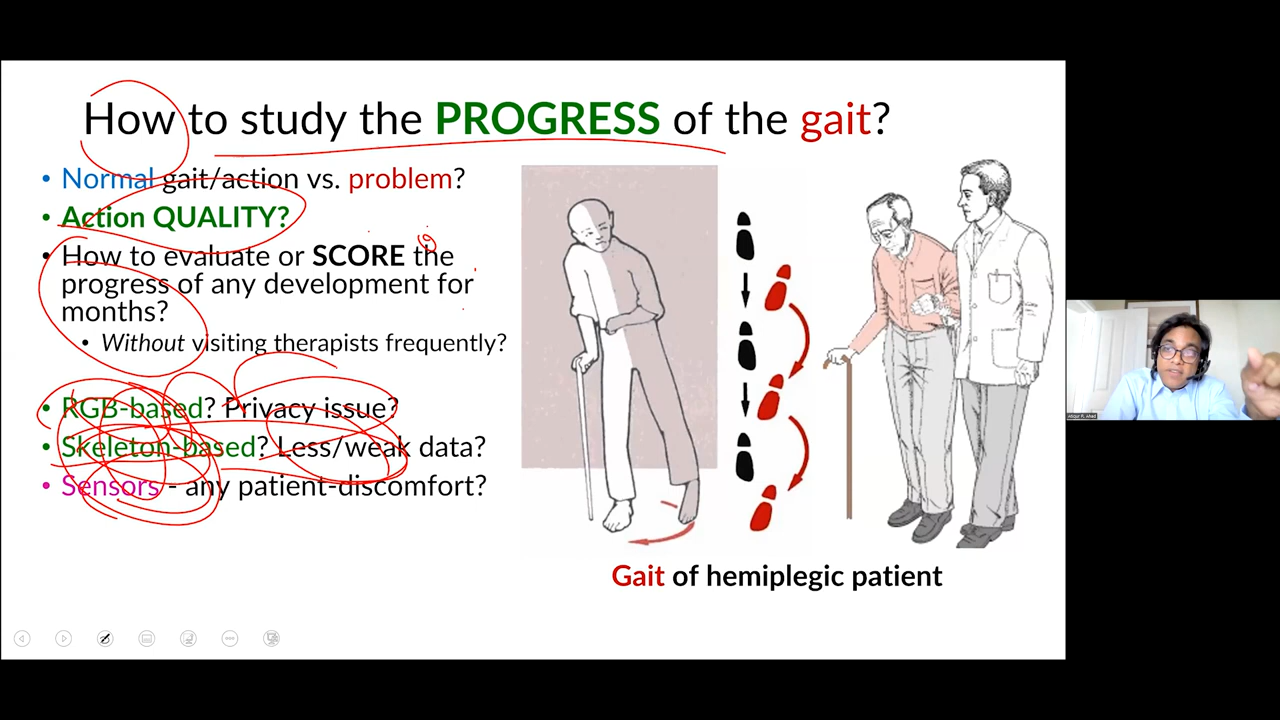 How to study the PROGRESS of the gait?
• Normal gait/action vs. problem?
• Action QUALITY?
• How to evaluate or SCORE the
progress of any development for
months?
• Without visiting therapists frequently?
• RGB-based? Privacy issue?
• Skeleton-based? Less/weak data?
• Sensors - any patient-discomfort?
Gait of hemiplegic patient
Atiqur R. Ahad